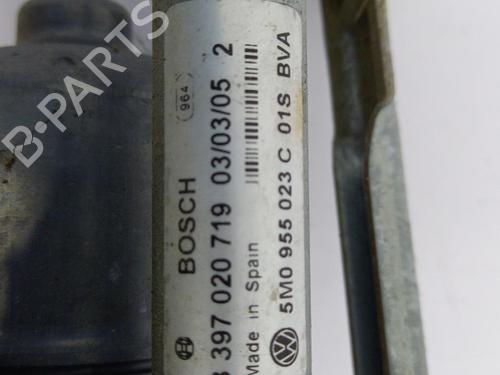 964
BOSCH
3 397 020 719 03/03/05 2
Made in Spain
5M0 955 023 C 01S BVA
B-PARTS